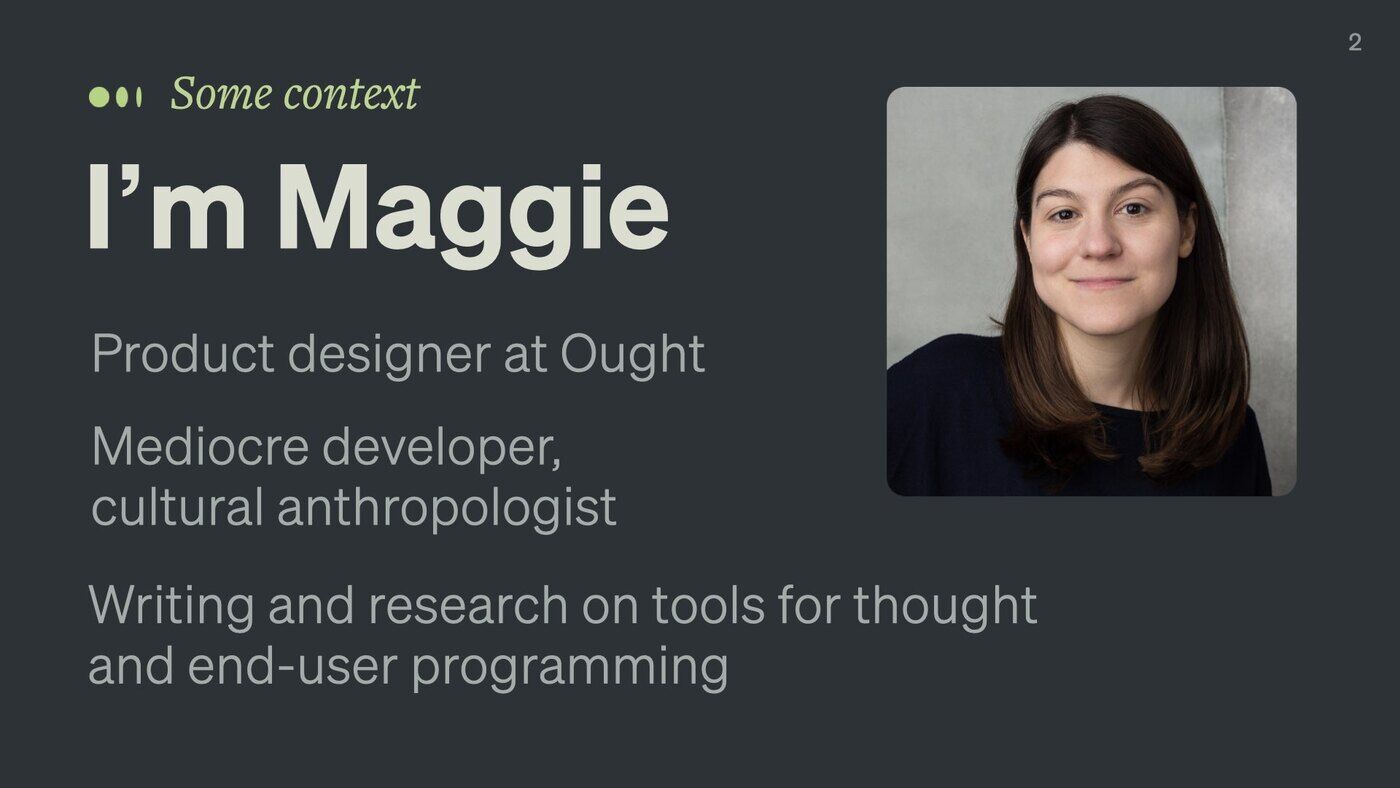 2
Some context
I’m Maggie
Product designer at Ought
Mediocre developer,
cultural anthropologist
Writing and research on tools for thought
and end-user programming